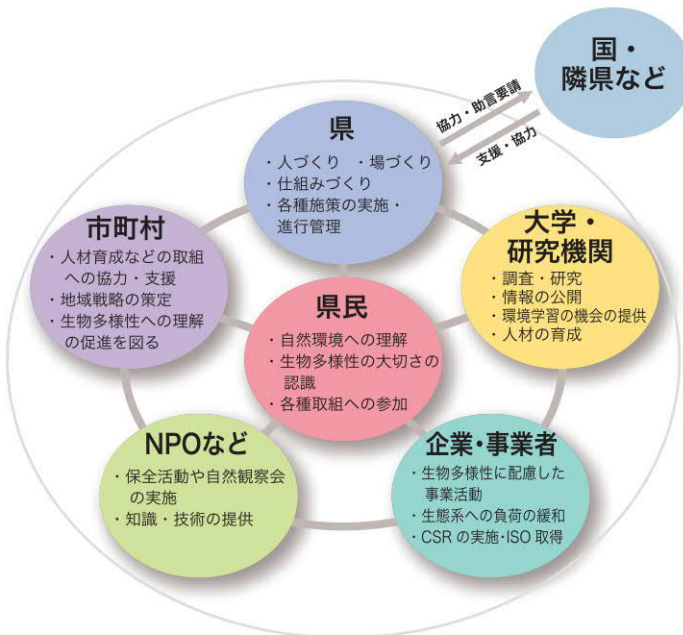 国・
隣県など
協力・助言要請
支援・協力
県
・人づくり ・場づくり
・仕組みづくり
・各種施策の実施・
進行管理
市町村
・人材育成などの取組
への協力・支援
・地域戦略の策定
・生物多様性への理解
の促進を図る
大学・
研究機関
・調査・研究
・情報の公開
・環境学習の機会の提供
・人材の育成
県民
・自然環境への理解
・生物多様性の大切さの
認識
・各種取組への参加
NPOなど
・保全活動や自然観察会
の実施
・知識・技術の提供
企業・事業者
・生物多様性に配慮した
事業活動
・生態系への負荷の緩和
・CSRの実施・ISO取得